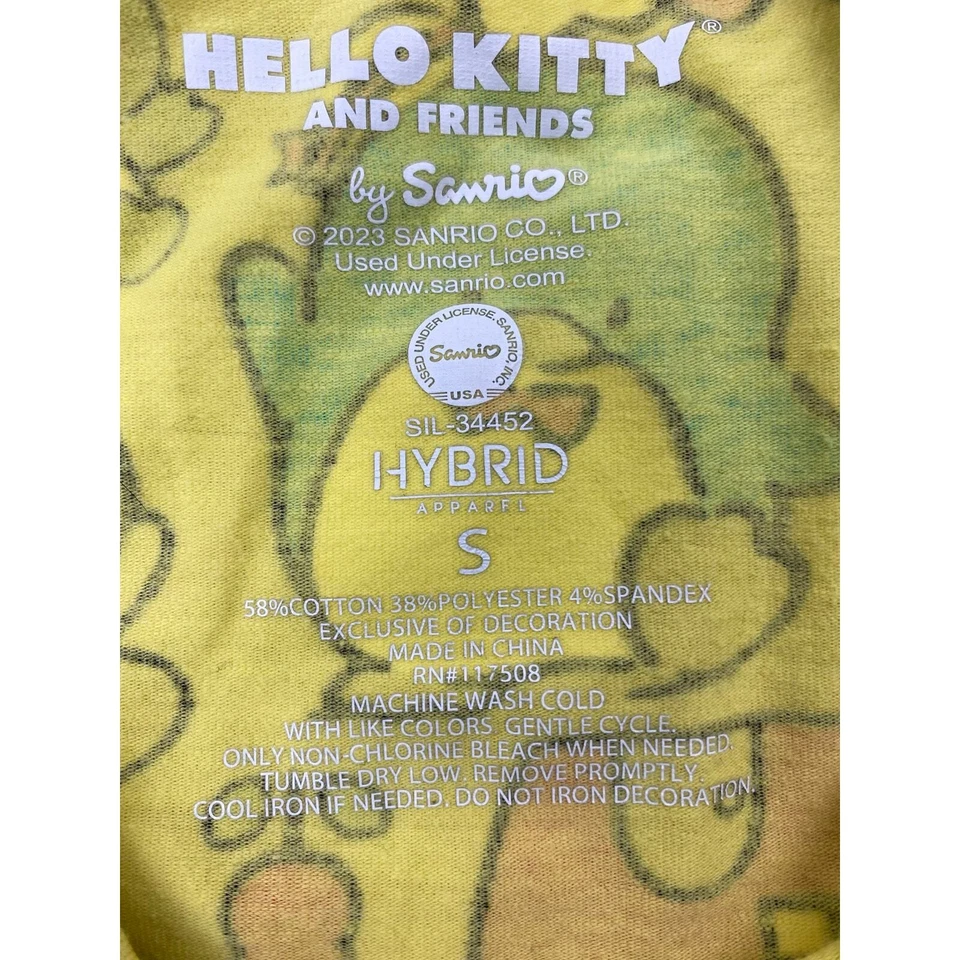 HELLO KITTY®
AND FRIENDS
by Sanrio®
© 2023 SANRIO CO., LTD.
Used Under License.
www.sanrio.com
USED UNDER LICENSE, SANRIO, INC.
Sanrio
USA
SIL-34452
HYBRID
APPAREL
S
58%COTTON 38%POLYESTER 4%SPANDEX
EXCLUSIVE OF DECORATION
MADE IN CHINA
RN#117508
MACHINE WASH COLD
WITH LIKE COLORS. GENTLE CYCLE.
ONLY NON-CHLORINE BLEACH WHEN NEEDED.
TUMBLE DRY LOW. REMOVE PROMPTLY.
COOL IRON IF NEEDED. DO NOT IRON DECORATION.